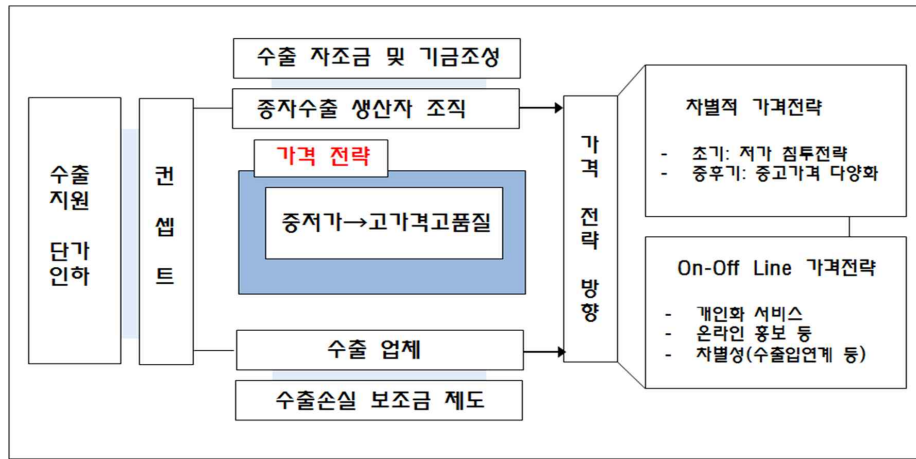 수출 자조금 및 기금조성
종자수출 생산자 조직
수출
지원
단가
인하
컨
셉
트
가격 전략
중저가→고가격고품질
수출 업체
수출손실 보조금 제도
가
격
전
략
방
향
차별적 가격전략
- 초기: 저가 침투전략
- 중후기: 중고가격 다양화
On-Off Line 가격전략
- 개인화 서비스
- 온라인 홍보 등
- 차별성(수출입연계 등)